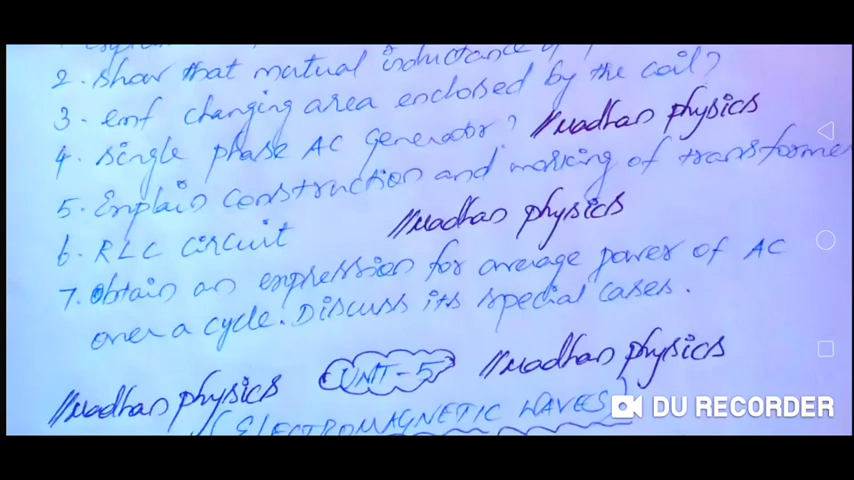 2. show that mutual inductance of
3. emf changing area enclosed by the coil?
4. single phase AC generator? //Madhan physics
5. Explain construction and working of transformer
6. RLC circuit //Madhan physics
7. Obtain an expression for average power of AC
over a cycle. Discuss its special cases.
UNIT-5 //Madhan physics
//Madhan physics
(ELECTROMAGNETIC WAVES)
DU RECORDER